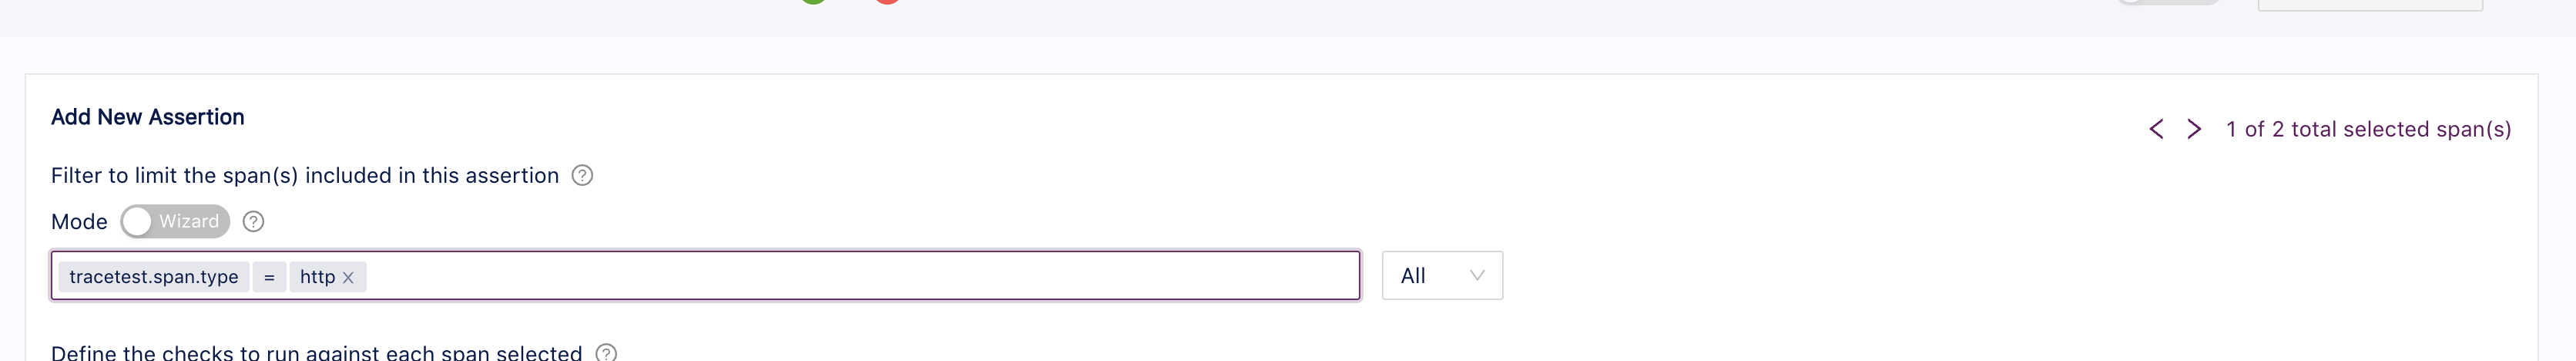 Add New Assertion
1 of 2 total selected span(s)
Filter to limit the span(s) included in this assertion
Mode Wizard
tracetest.span.type = http
All
Define the checks to run against each span selected